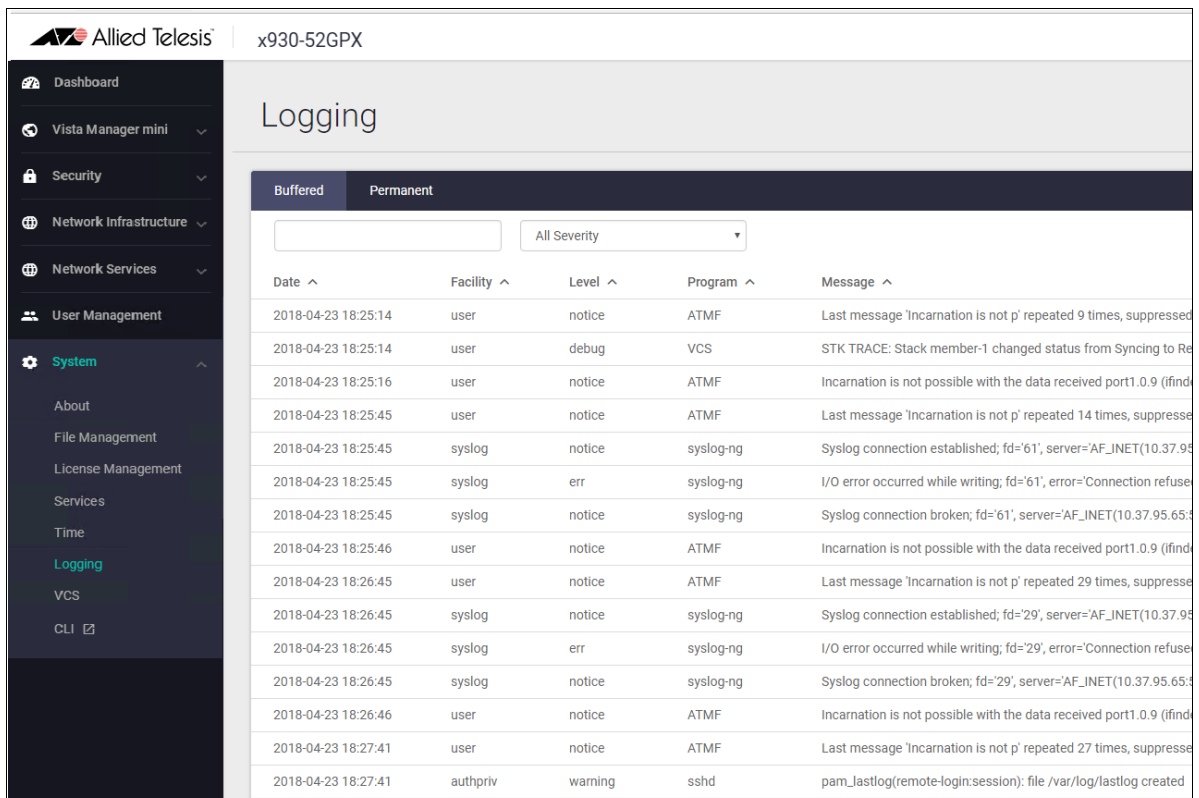 Allied Telesis
x930-52GPX
Dashboard
Vista Manager mini
Security
Network Infrastructure
Network Services
User Management
System
About
File Management
License Management
Services
Time
Logging
VCS
CLI
Logging
Buffered Permanent
All Severity
Date Facility Level Program Message
2018-04-23 18:25:14 user notice ATMF Last message 'Incarnation is not p' repeated 9 times, suppressed
2018-04-23 18:25:14 user debug VCS STK TRACE: Stack member-1 changed status from Syncing to Re
2018-04-23 18:25:16 user notice ATMF Incarnation is not possible with the data received port1.0.9 (ifinde
2018-04-23 18:25:45 user notice ATMF Last message 'Incarnation is not p' repeated 14 times, suppresse
2018-04-23 18:25:45 syslog notice syslog-ng Syslog connection established; fd='61', server='AF_INET(10.37.95
2018-04-23 18:25:45 syslog err syslog-ng I/O error occurred while writing; fd='61', error='Connection refused
2018-04-23 18:25:45 syslog notice syslog-ng Syslog connection broken; fd='61', server='AF_INET(10.37.95.65:5
2018-04-23 18:25:46 user notice ATMF Incarnation is not possible with the data received port1.0.9 (ifinde
2018-04-23 18:26:45 user notice ATMF Last message 'Incarnation is not p' repeated 29 times, suppresse
2018-04-23 18:26:45 syslog notice syslog-ng Syslog connection established; fd='29', server='AF_INET(10.37.95
2018-04-23 18:26:45 syslog err syslog-ng I/O error occurred while writing; fd='29', error='Connection refused
2018-04-23 18:26:45 syslog notice syslog-ng Syslog connection broken; fd='29', server='AF_INET(10.37.95.65:5
2018-04-23 18:26:46 user notice ATMF Incarnation is not possible with the data received port1.0.9 (ifinde
2018-04-23 18:27:41 user notice ATMF Last message 'Incarnation is not p' repeated 27 times, suppresse
2018-04-23 18:27:41 authpriv warning sshd pam_lastlog(remote-login:session): file /var/log/lastlog created